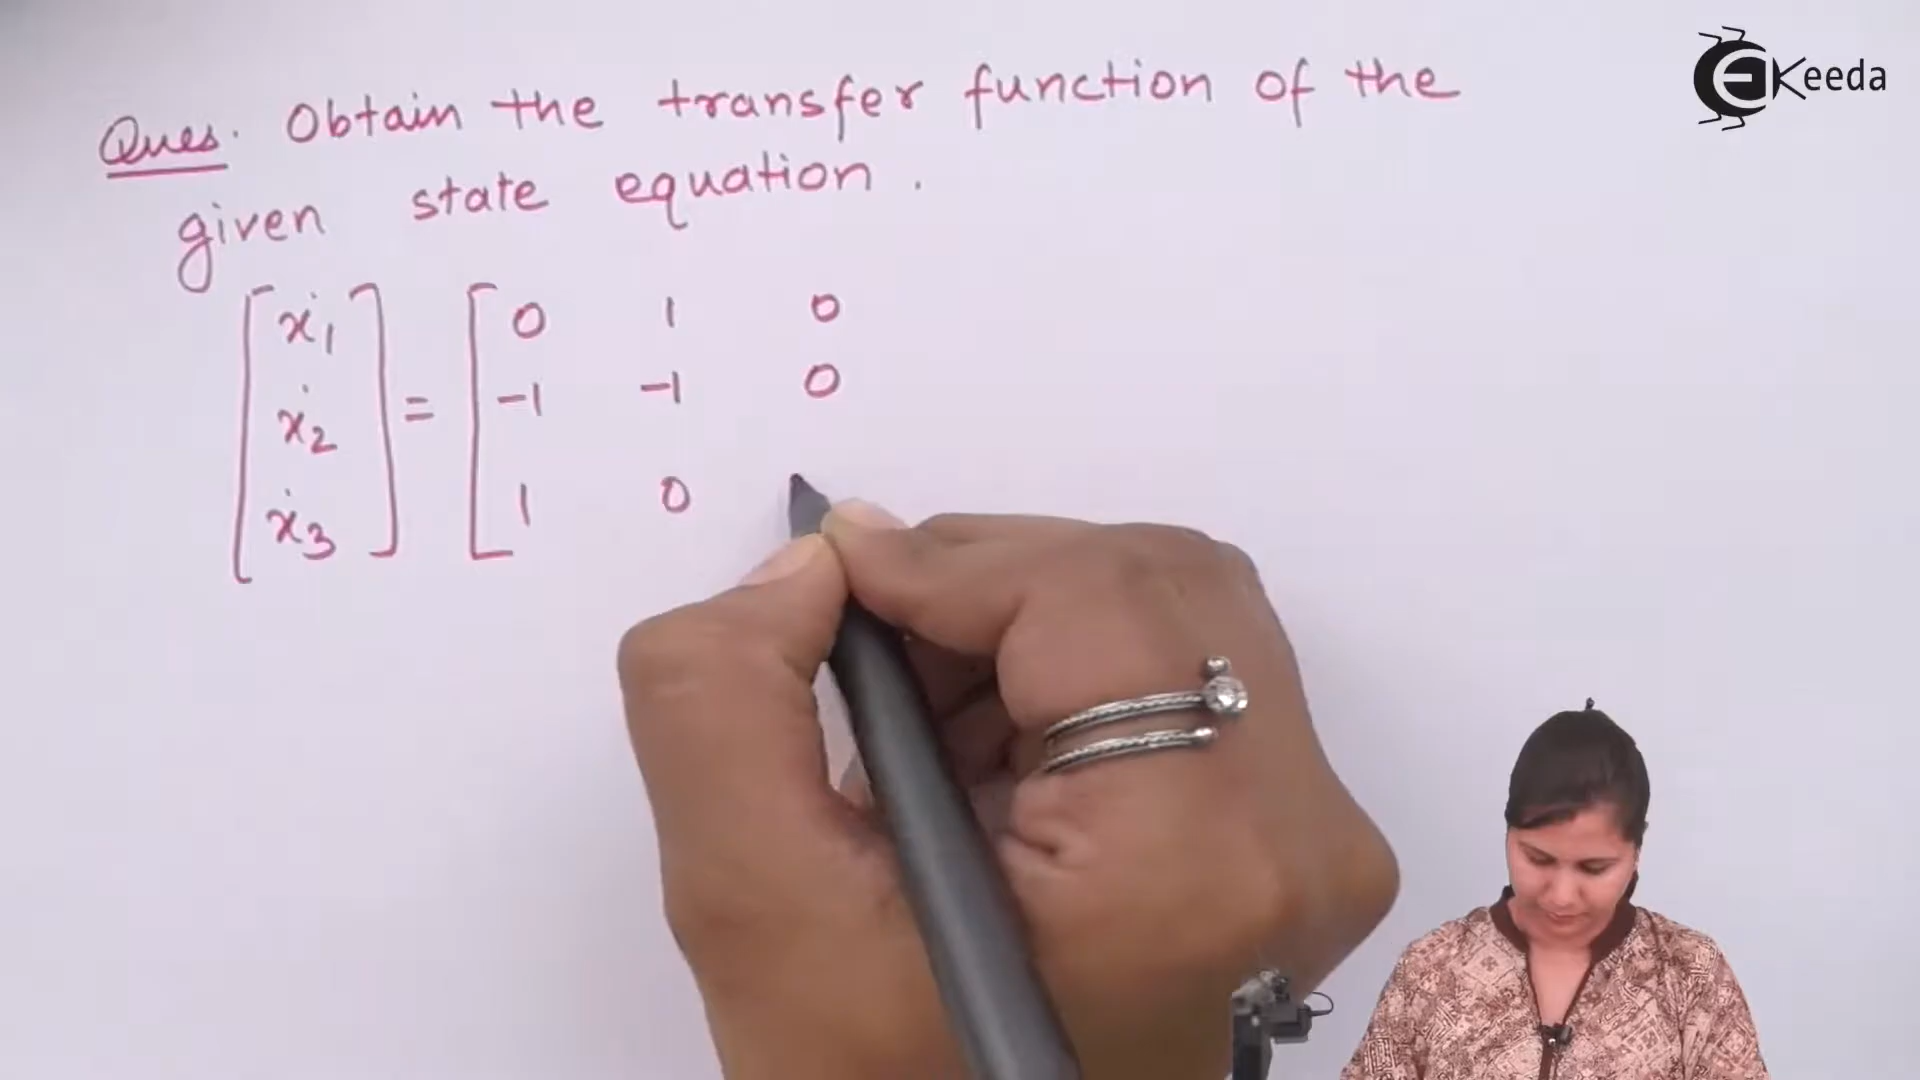 Ques. Obtain the transfer function of the
given state equation.
[ẋ1 ẋ2 ẋ3] = [0 1 0
-1 -1 0
1 0
EKeeda